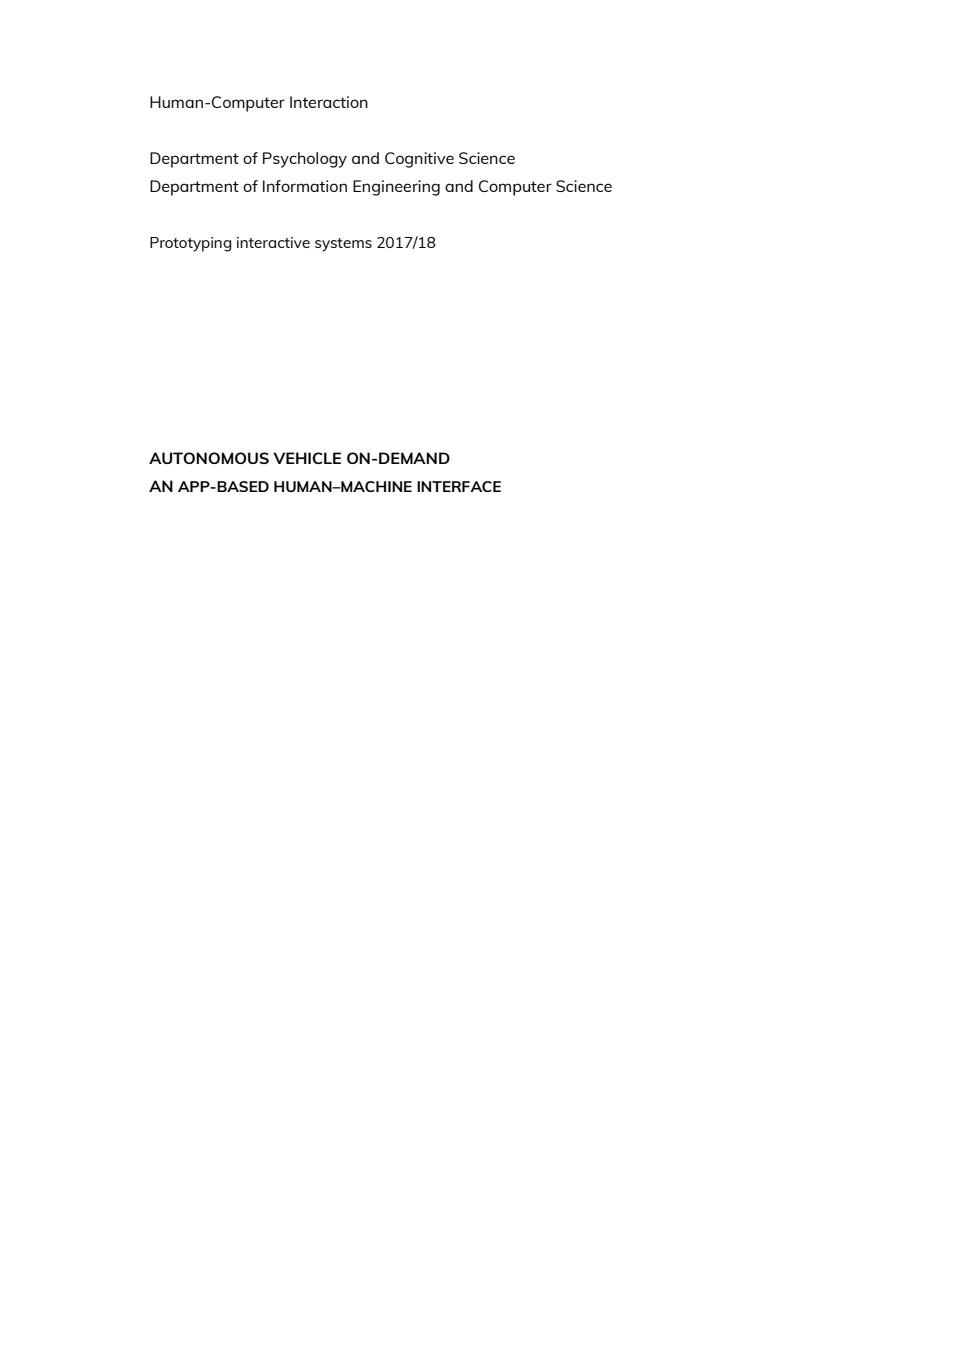 Human-Computer Interaction
Department of Psychology and Cognitive Science
Department of Information Engineering and Computer Science
Prototyping interactive systems 2017/18
AUTONOMOUS VEHICLE ON-DEMAND
AN APP-BASED HUMAN–MACHINE INTERFACE